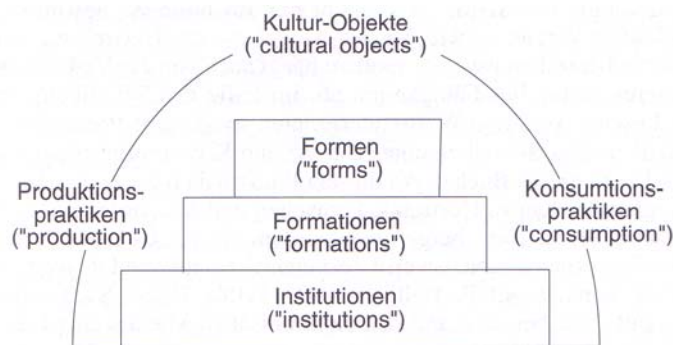 Kultur-Objekte
("cultural objects")
Formen
("forms")
Produktions-
praktiken
("production")
Konsumtions-
praktiken
("consumption")
Formationen
("formations")
Institutionen
("institutions")